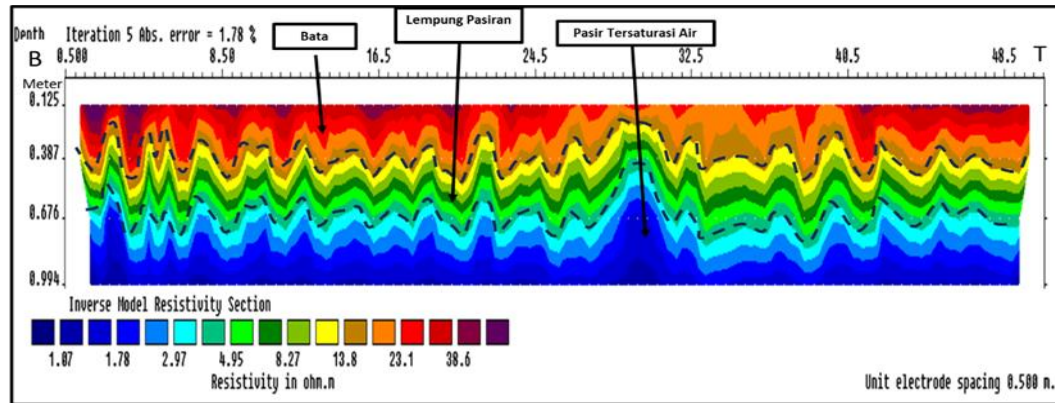 Lempung Pasiran
Depth Iteration 5 Abs. error = 1.78 %
Bata
Pasir Tersaturasi Air
B 0.500 8.50 16.5 24.5 32.5 40.5 48.5 T
Meter
0.125
0.387
0.676
0.994
Inverse Model Resistivity Section
1.07 1.78 2.97 4.95 8.27 13.8 23.1 38.6
Resistivity in ohm.m
Unit electrode spacing 0.500 m.